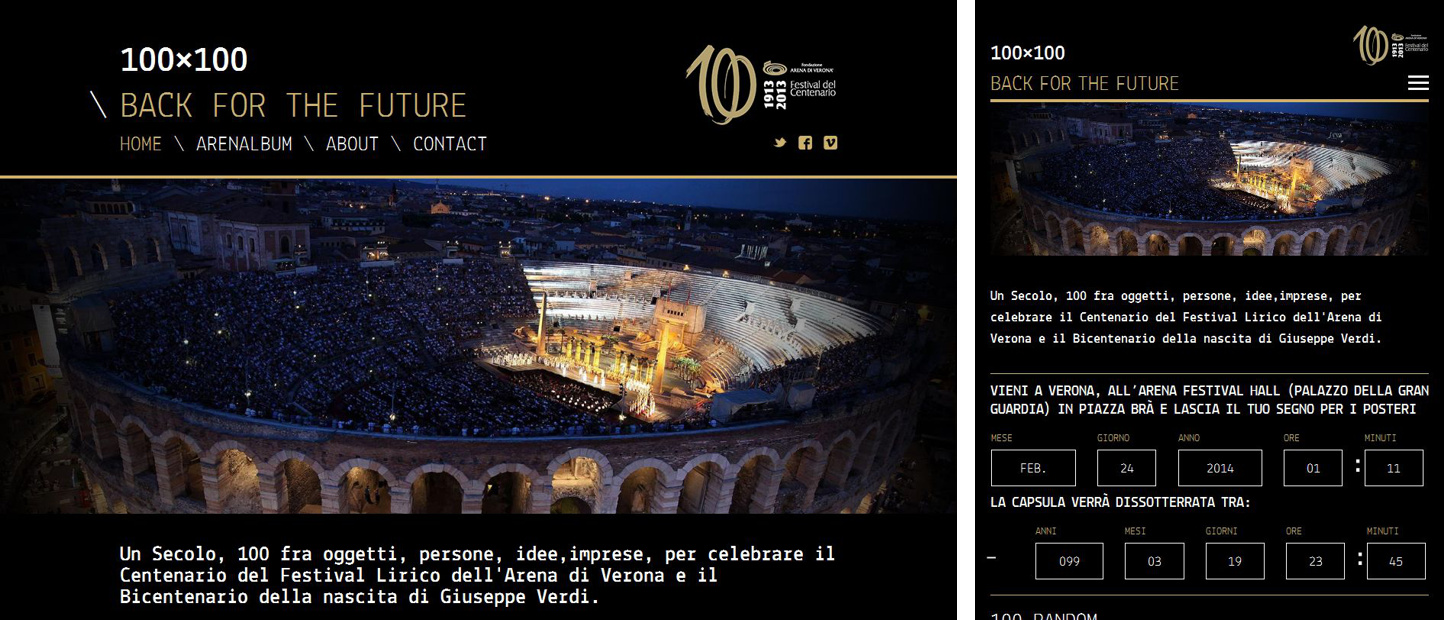 100×100
\ BACK FOR THE FUTURE
HOME \ ARENALBUM \ ABOUT \ CONTACT
100
1913
2013
Fondazione
ARENA DI VERONA
Festival del
Centenario
Un Secolo, 100 fra oggetti, persone, idee,imprese, per celebrare il
Centenario del Festival Lirico dell'Arena di Verona e il
Bicentenario della nascita di Giuseppe Verdi.
100×100
BACK FOR THE FUTURE
100
1913
2013
Festival del
Centenario
Un Secolo, 100 fra oggetti, persone, idee,imprese, per
celebrare il Centenario del Festival Lirico dell'Arena di
Verona e il Bicentenario della nascita di Giuseppe Verdi.
VIENI A VERONA, ALL'ARENA FESTIVAL HALL (PALAZZO DELLA GRAN
GUARDIA) IN PIAZZA BRÀ E LASCIA IL TUO SEGNO PER I POSTERI
MESE GIORNO ANNO ORE MINUTI
FEB. 24 2014 01 : 11
LA CAPSULA VERRÀ DISSOTTERRATA TRA:
ANNI MESI GIORNI ORE MINUTI
– 099 03 19 23 : 45
100 RANDOM